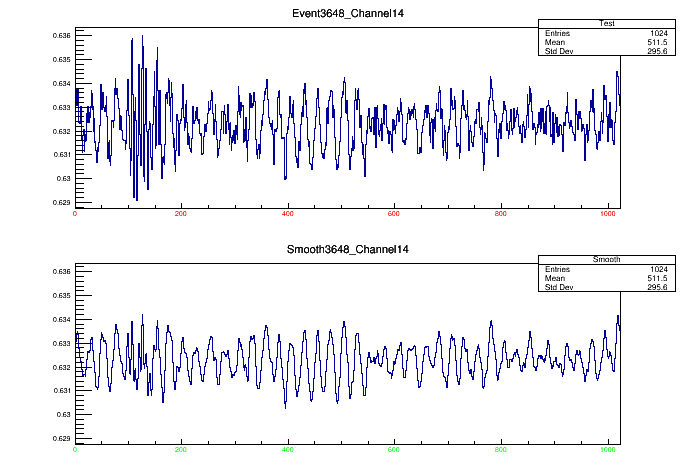 Event3648_Channel14
Test
Entries 1024
Mean 511.5
Std Dev 295.6
0.636
0.635
0.634
0.633
0.632
0.631
0.63
0.629
0 200 400 600 800 1000
Smooth3648_Channel14
Smooth
Entries 1024
Mean 511.5
Std Dev 295.6
0.636
0.635
0.634
0.633
0.632
0.631
0.63
0.629
0 200 400 600 800 1000